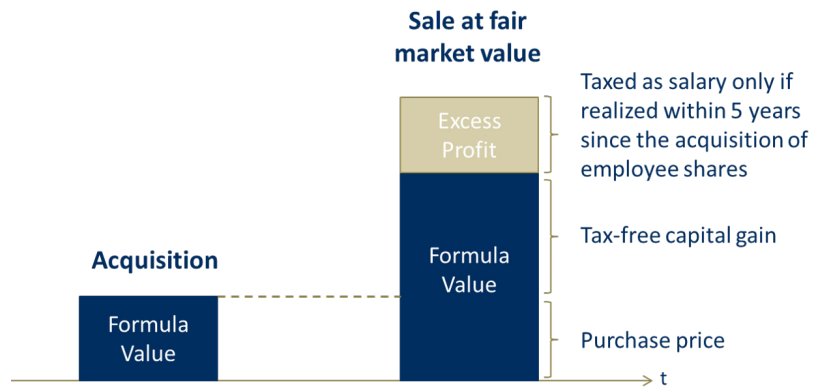 Sale at fair
market value
Excess
Profit
Taxed as salary only if
realized within 5 years
since the acquisition of
employee shares
Tax-free capital gain
Acquisition
Formula
Value
Formula
Value
Purchase price
t